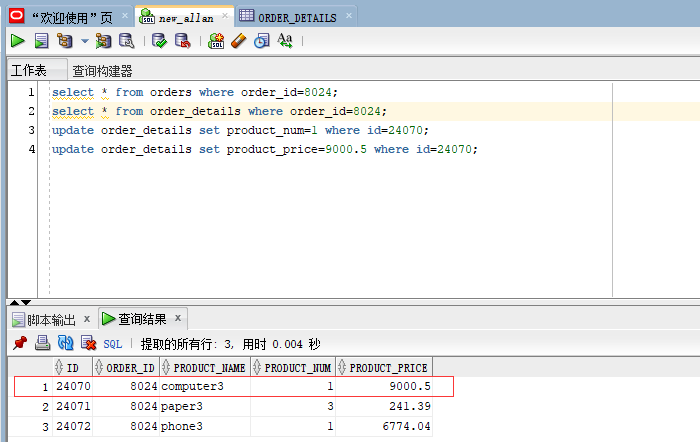 “欢迎使用”页 new_allan ORDER_DETAILS
SQL Aa
工作表 查询构建器
1 select * from orders where order_id=8024;
2 select * from order_details where order_id=8024;
3 update order_details set product_num=1 where id=24070;
4 update order_details set product_price=9000.5 where id=24070;
脚本输出 x 查询结果 x
SQL 提取的所有行: 3, 用时 0.004 秒
ID ORDER_ID PRODUCT_NAME PRODUCT_NUM PRODUCT_PRICE
1 24070 8024 computer3 1 9000.5
2 24071 8024 paper3 3 241.39
3 24072 8024 phone3 1 6774.04